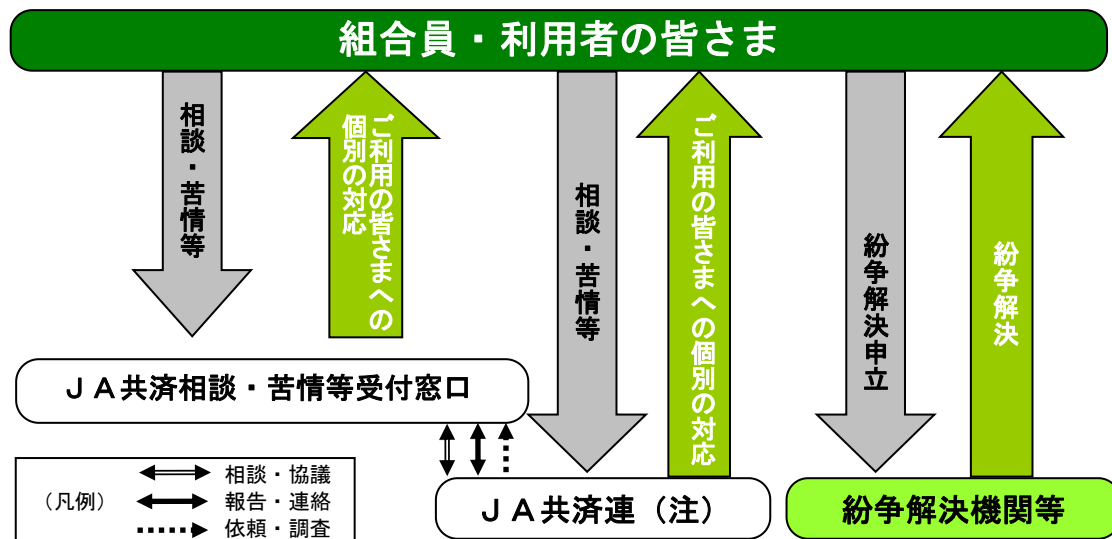 組合員・利用者の皆さま
相談・苦情等
ご利用の皆さまへの
個別の対応
相談・苦情等
ご利用の皆さまへの個別の対応
紛争解決申立
紛争解決
ＪＡ共済相談・苦情等受付窓口
（凡例）
相談・協議
報告・連絡
依頼・調査
ＪＡ共済連（注）
紛争解決機関等